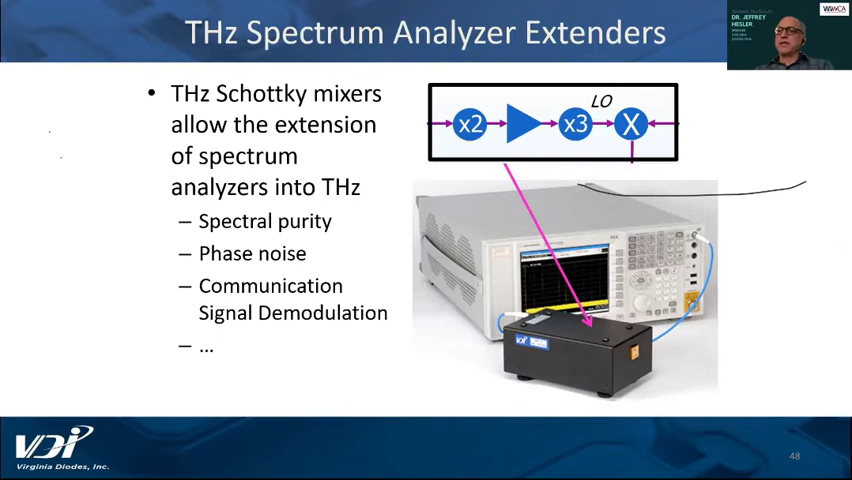 THz Spectrum Analyzer Extenders
DR. JEFFREY
HESLER
• THz Schottky mixers
allow the extension
of spectrum
analyzers into THz
– Spectral purity
– Phase noise
– Communication
Signal Demodulation
– ...
LO
x2
x3
X
VDI
VDI
Virginia Diodes, Inc.
48